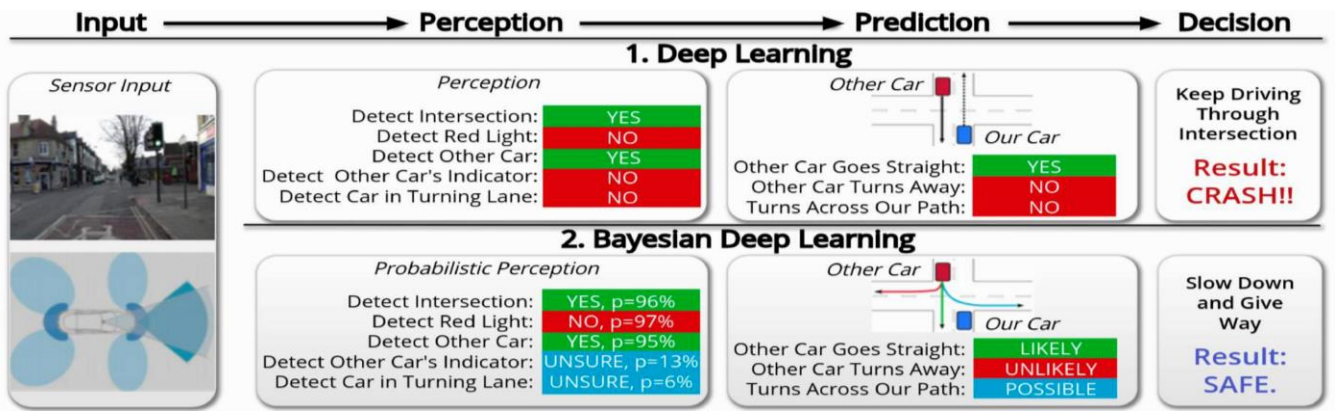 Input Perception Prediction Decision
1. Deep Learning
Sensor Input
Perception
Detect Intersection: YES
Detect Red Light: NO
Detect Other Car: YES
Detect Other Car's Indicator: NO
Detect Car in Turning Lane: NO
Other Car
Our Car
Other Car Goes Straight: YES
Other Car Turns Away: NO
Turns Across Our Path: NO
Keep Driving
Through
Intersection
Result:
CRASH!!
2. Bayesian Deep Learning
Probabilistic Perception
Detect Intersection: YES, p=96%
Detect Red Light: NO, p=97%
Detect Other Car: YES, p=95%
Detect Other Car's Indicator: UNSURE, p=13%
Detect Car in Turning Lane: UNSURE, p=6%
Other Car
Our Car
Other Car Goes Straight: LIKELY
Other Car Turns Away: UNLIKELY
Turns Across Our Path: POSSIBLE
Slow Down
and Give
Way
Result:
SAFE.